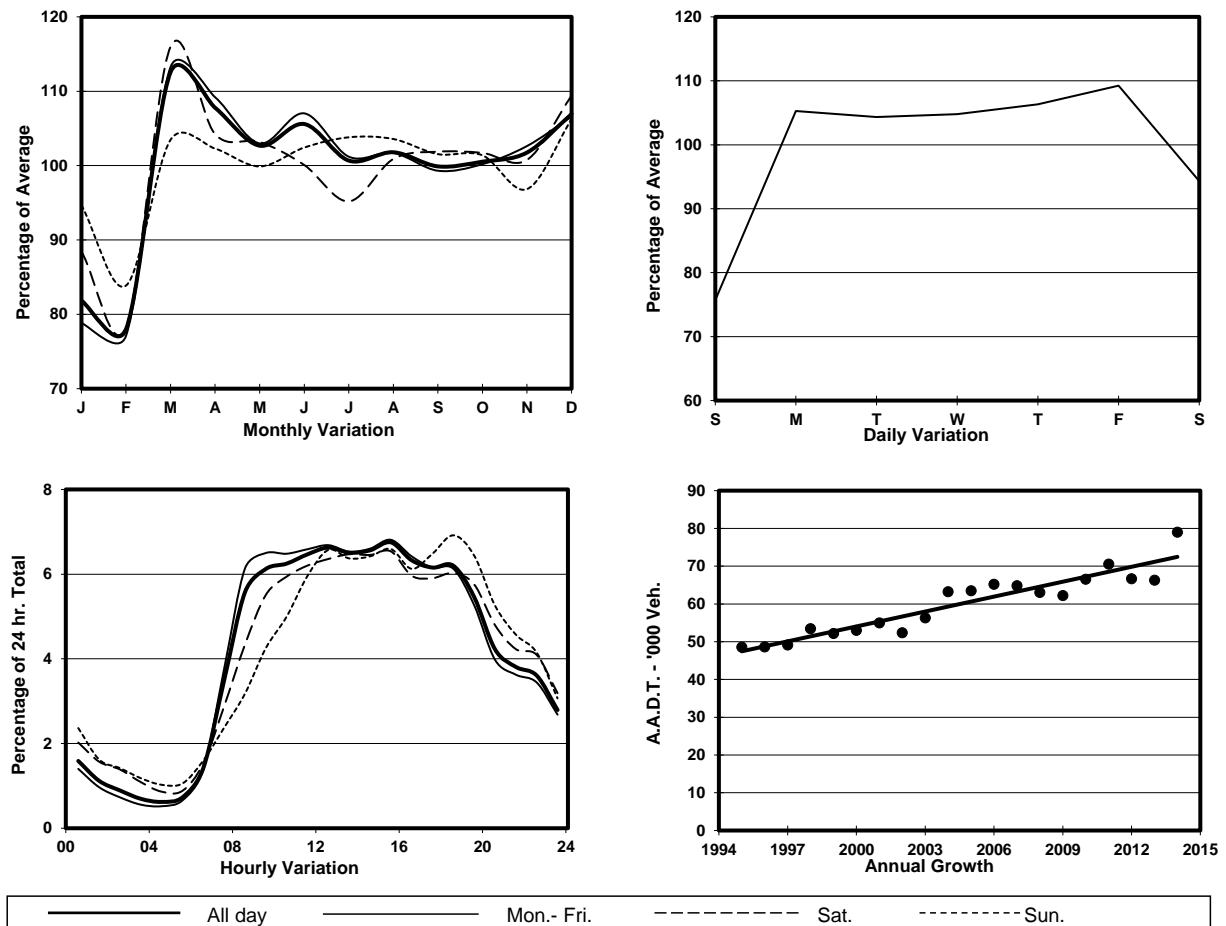 120
110
100
90
80
70
Percentage of Average
J F M A M J J A S O N D
Monthly Variation
120
110
100
90
80
70
60
Percentage of Average
S M T W T F S
Daily Variation
8
6
4
2
0
Percentage of 24 hr. Total
00 04 08 12 16 20 24
Hourly Variation
90
80
70
60
50
40
30
20
10
0
A.A.D.T. - '000 Veh.
1994 1997 2000 2003 2006 2009 2012 2015
Annual Growth
All day Mon.- Fri. Sat. Sun.